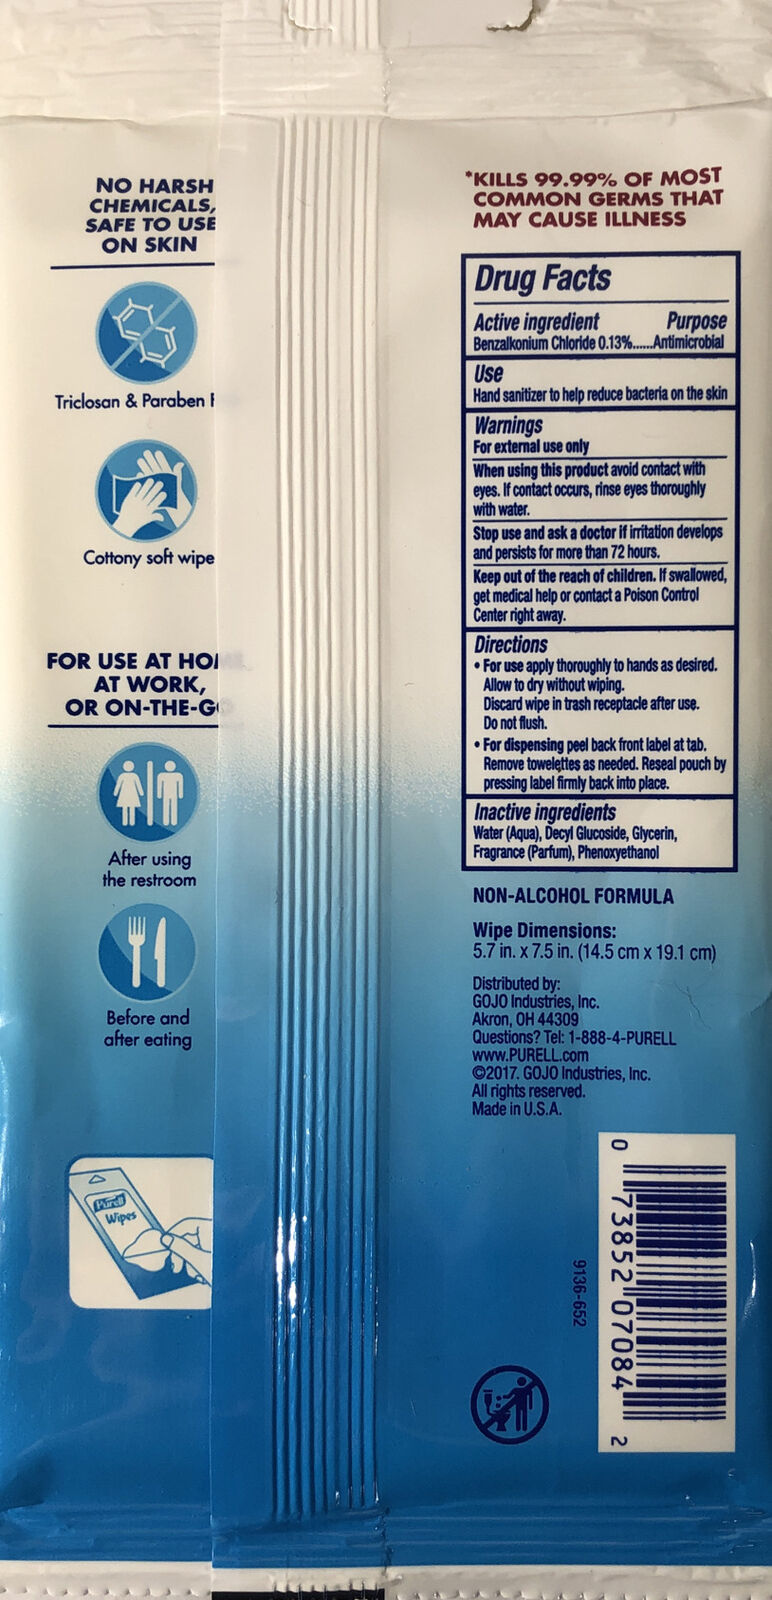 NO HARSH
CHEMICALS,
SAFE TO USE
ON SKIN
Triclosan & Paraben
Cottony soft wipe
FOR USE AT
AT WORK,
OR ON-THE-GO
After using
the restroom
Before and
after eating
Purell
Wipes
*KILLS 99.99% OF MOST
COMMON GERMS THAT
MAY CAUSE ILLNESS
Drug Facts
Active ingredient Purpose
Benzalkonium Chloride 0.13%......Antimicrobial
Use
Hand sanitizer to help reduce bacteria on the skin
Warnings
For external use only
When using this product avoid contact with
eyes. If contact occurs, rinse eyes thoroughly
with water.
Stop use and ask a doctor if irritation develops
and persists for more than 72 hours.
Keep out of the reach of children. If swallowed,
get medical help or contact a Poison Control
Center right away.
Directions
• For use apply thoroughly to hands as desired.
Allow to dry without wiping.
Discard wipe in trash receptacle after use.
Do not flush.
• For dispensing peel back front label at tab.
Remove towelettes as needed. Reseal pouch by
pressing label firmly back into place.
Inactive ingredients
Water (Aqua), Decyl Glucoside, Glycerin,
Fragrance (Parfum), Phenoxyethanol
NON-ALCOHOL FORMULA
Wipe Dimensions:
5.7 in. x 7.5 in. (14.5 cm x 19.1 cm)
Distributed by:
GOJO Industries, Inc.
Akron, OH 44309
Questions? Tel: 1-888-4-PURELL
www.PURELL.com
©2017. GOJO Industries, Inc.
All rights reserved.
Made in U.S.A.
9136-652
0 73852 07084 2